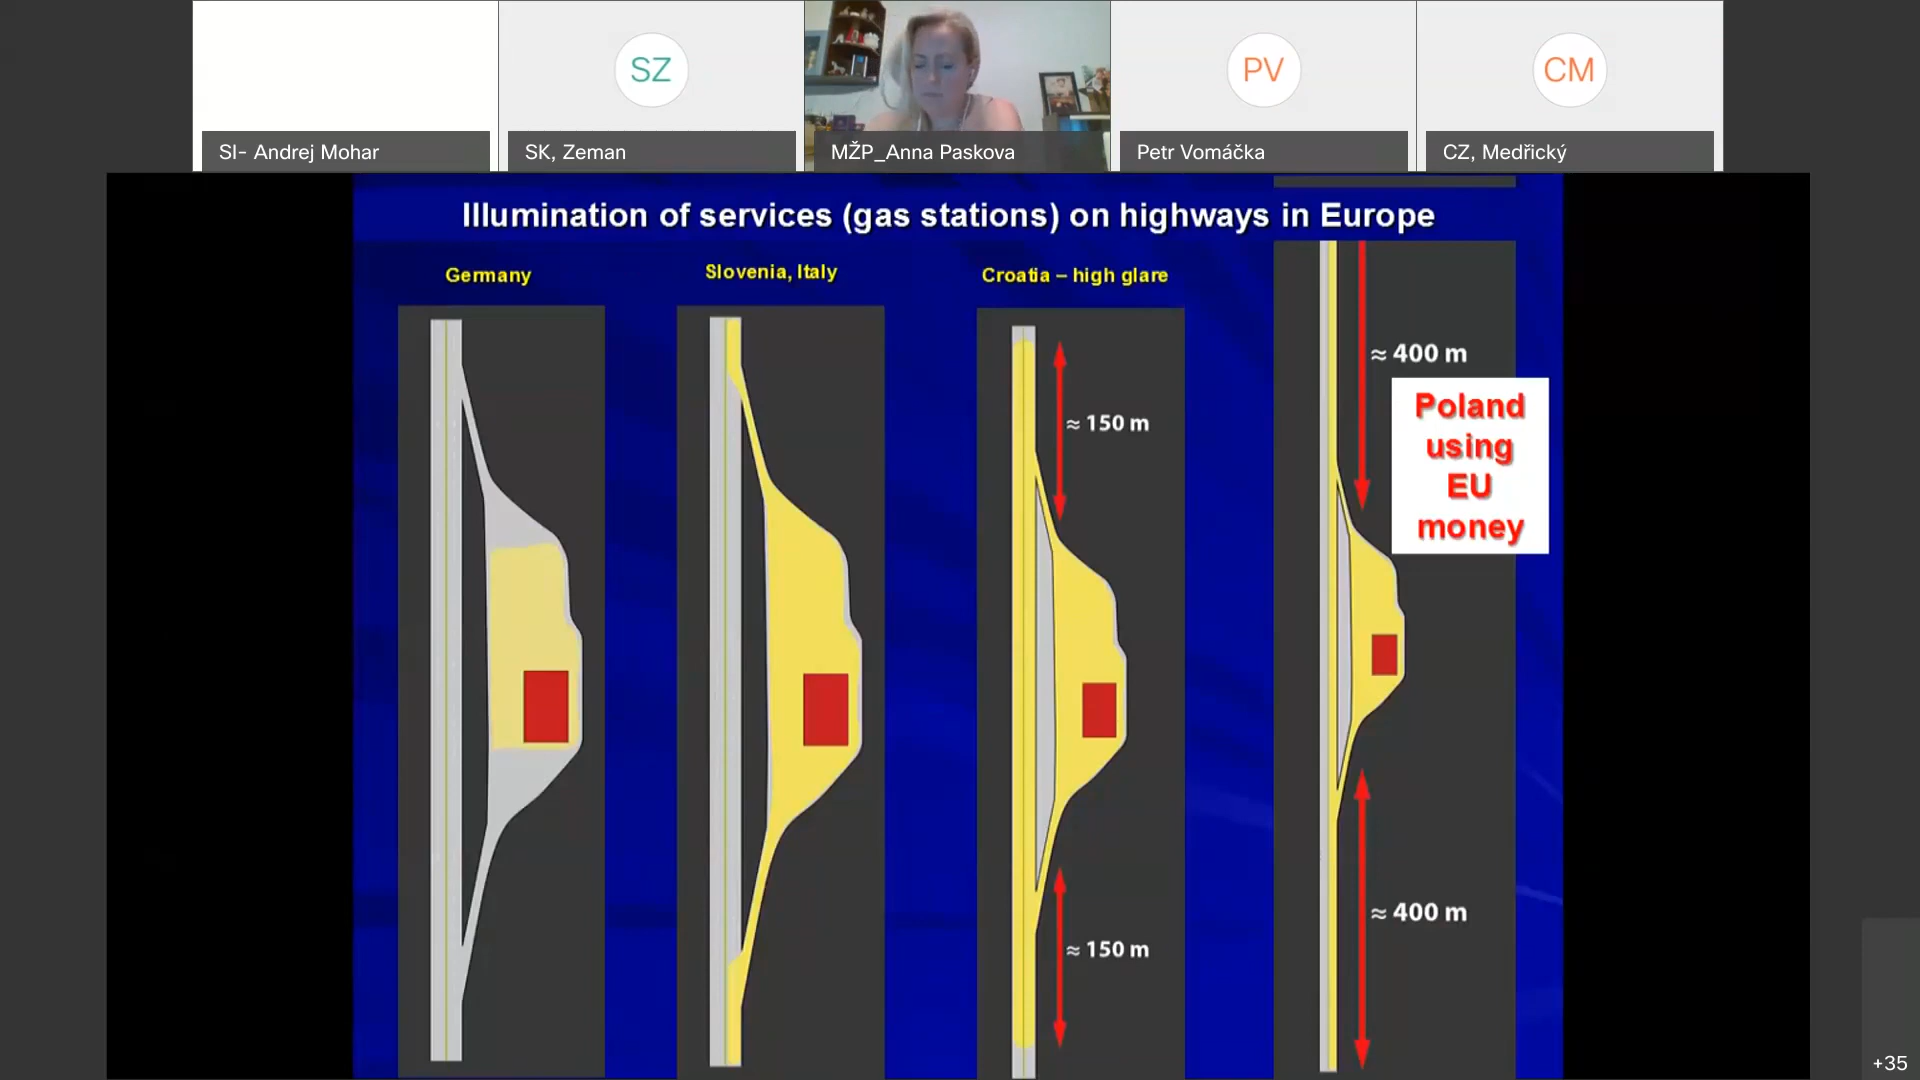 SZ
PV
CM
SI- Andrej Mohar
SK, Zeman
MŽP_Anna Paskova
Petr Vomáčka
CZ, Medřický
Illumination of services (gas stations) on highways in Europe
Germany
Slovenia, Italy
Croatia – high glare
≈ 400 m
≈ 150 m
Poland
using
EU
money
≈ 400 m
≈ 150 m
+35